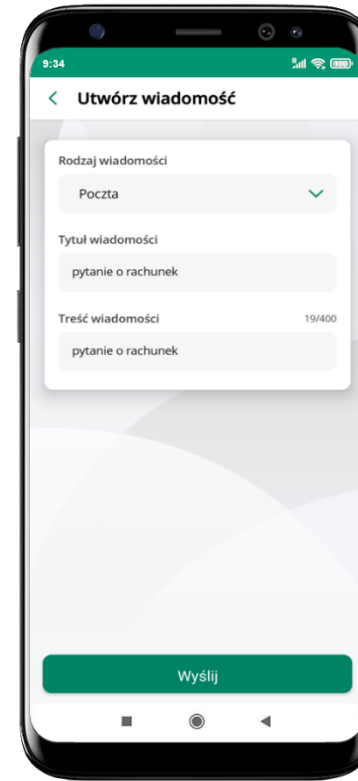 9:34
Utwórz wiadomość
Rodzaj wiadomości
Poczta
Tytuł wiadomości
pytanie o rachunek
Treść wiadomości 19/400
pytanie o rachunek
Wyślij